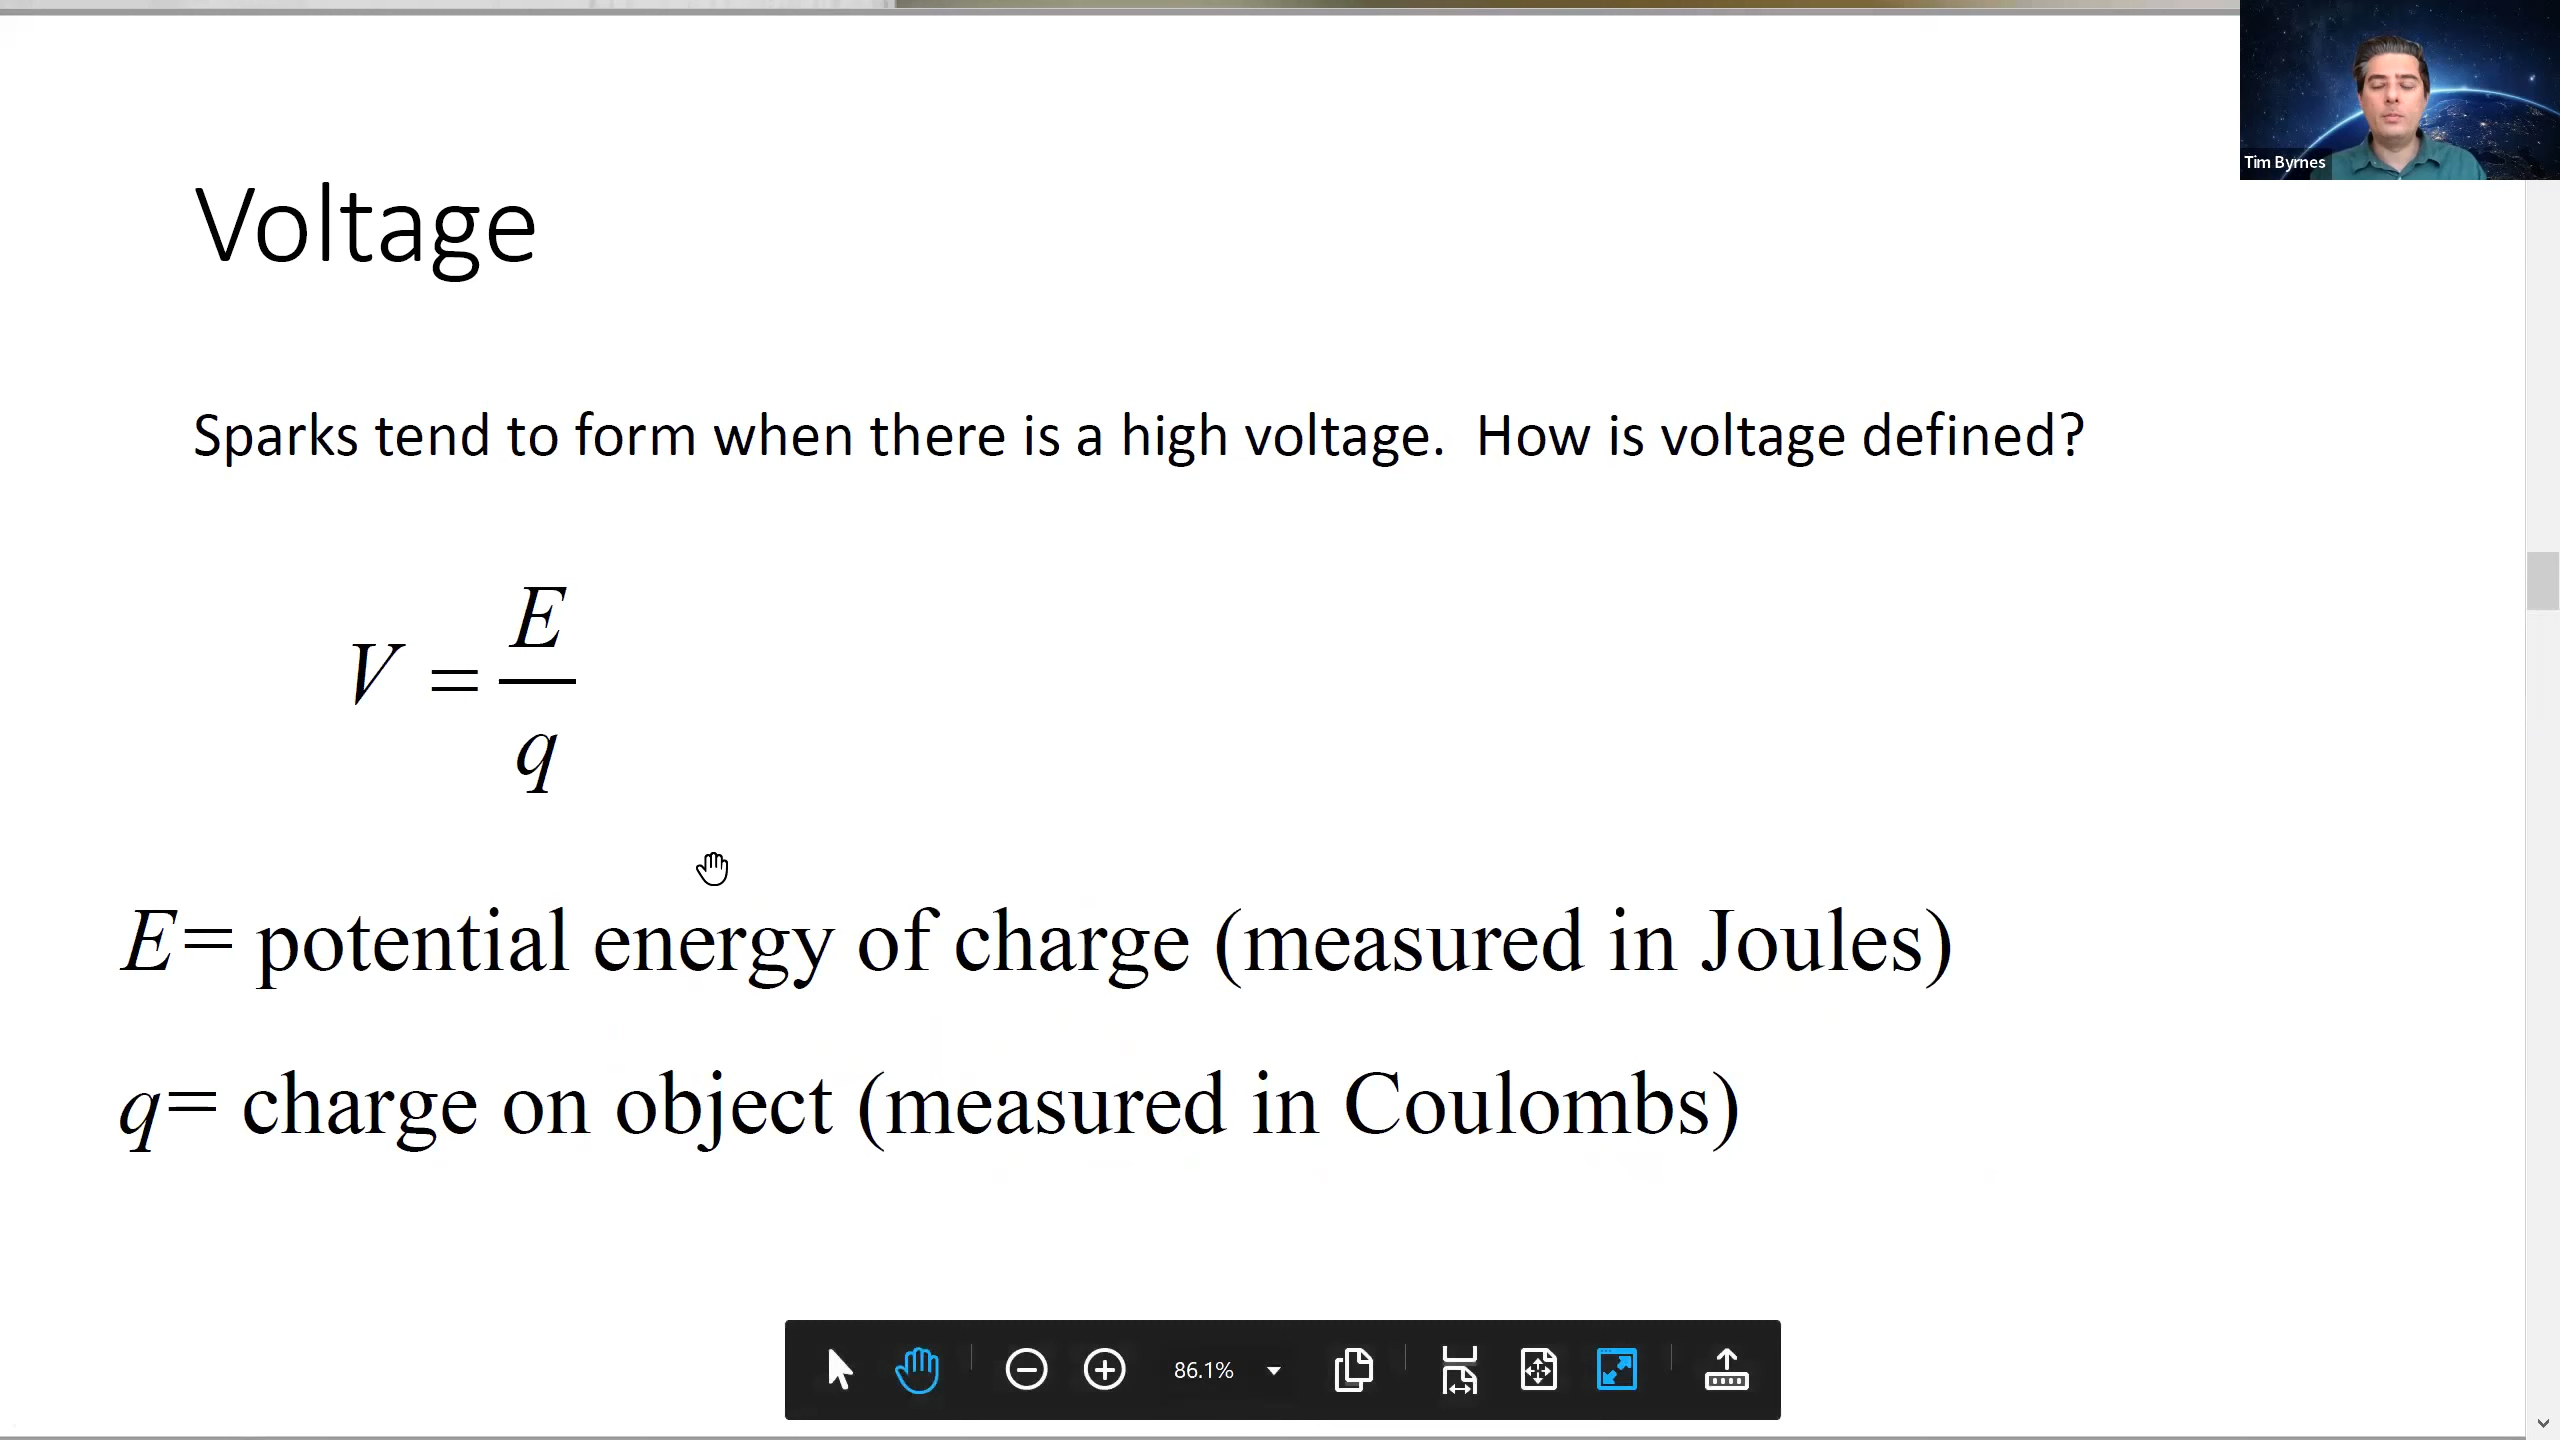 Tim Byrnes
Voltage
Sparks tend to form when there is a high voltage.  How is voltage defined?
V = E/q
E= potential energy of charge (measured in Joules)
q= charge on object (measured in Coulombs)
86.1%